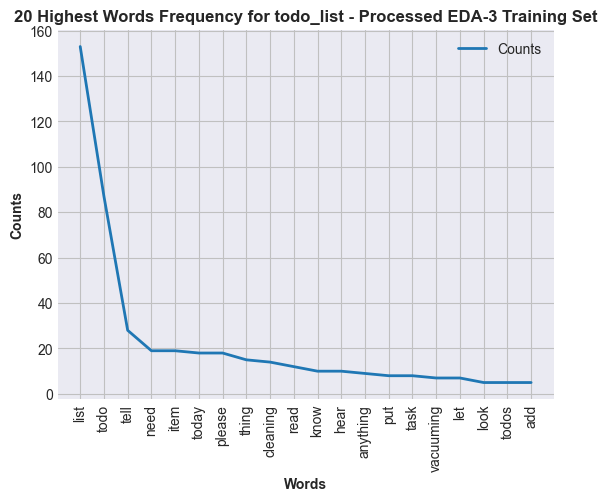 20 Highest Words Frequency for todo_list - Processed EDA-3 Training Set
Counts
160
140
120
100
80
60
40
20
0
Counts
list
todo
tell
need
item
today
please
thing
cleaning
read
know
hear
anything
put
task
vacuuming
let
look
todos
add
Words